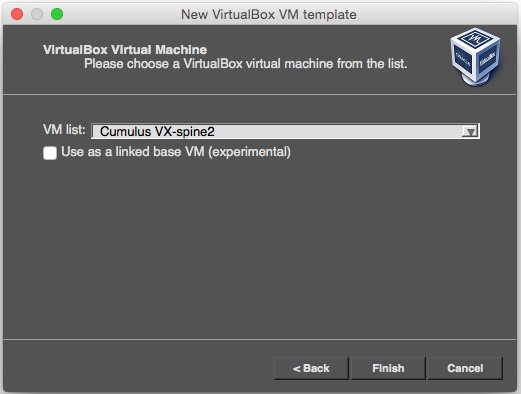 New VirtualBox VM template
VirtualBox Virtual Machine
Please choose a VirtualBox virtual machine from the list.
VM list: Cumulus VX-spine2
Use as a linked base VM (experimental)
< Back Finish Cancel